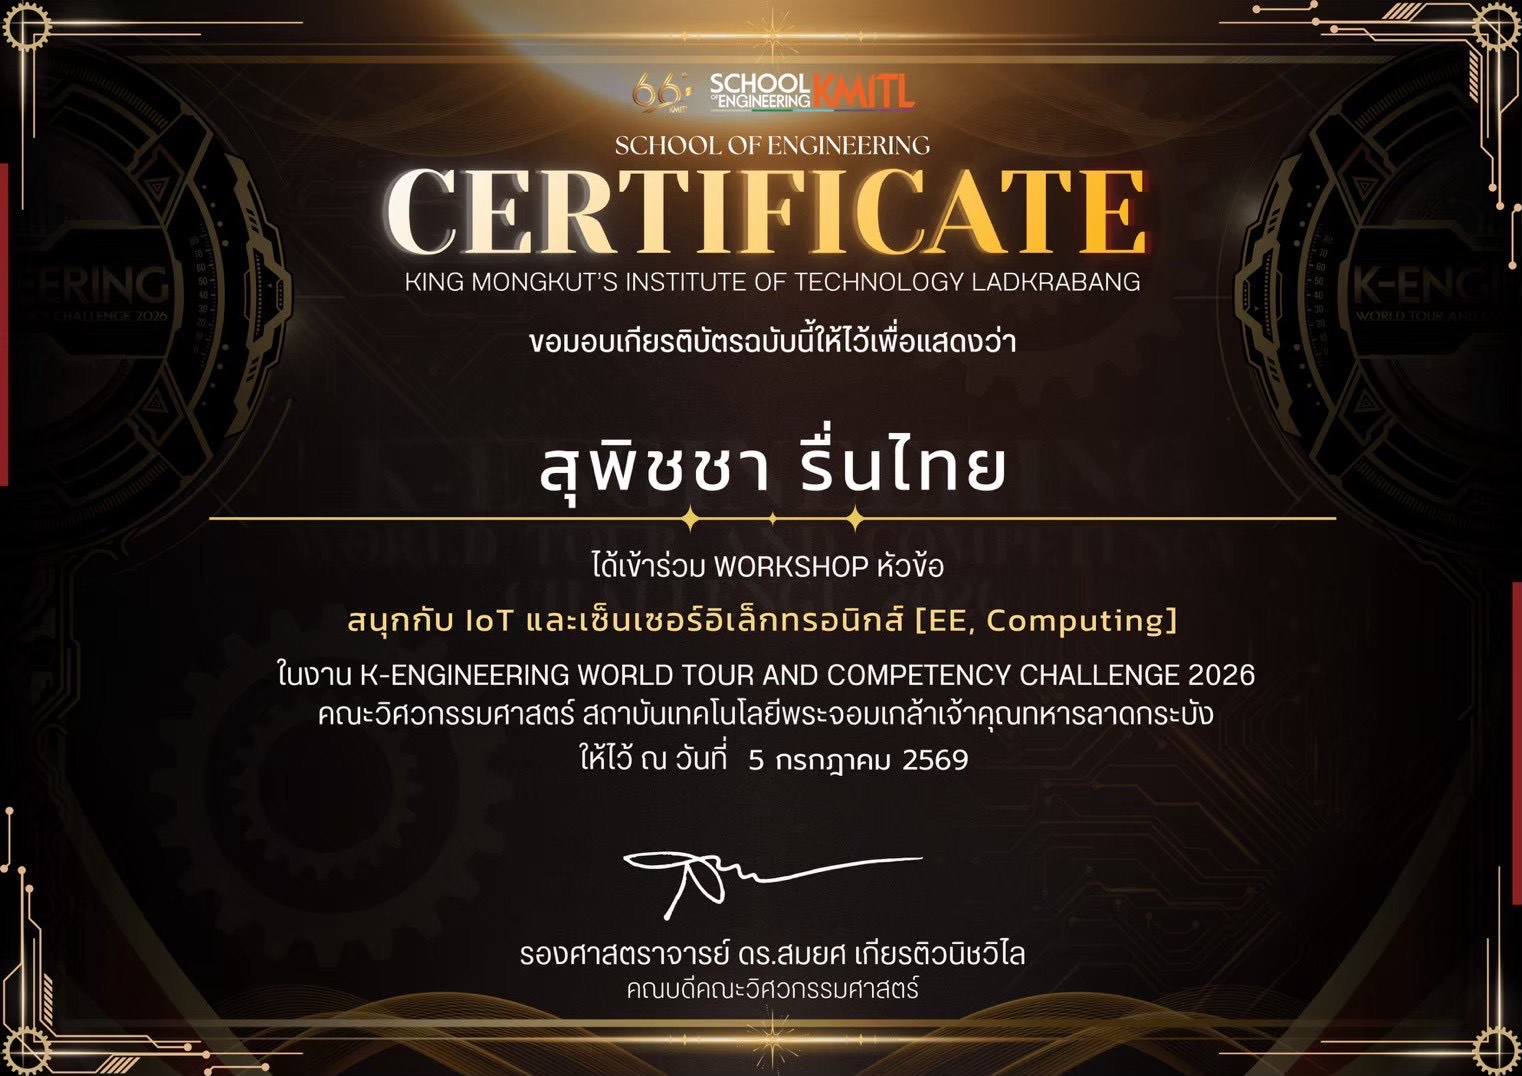 66 KMITL SCHOOL OF ENGINEERING KMITL
SCHOOL OF ENGINEERING
CERTIFICATE
KING MONGKUT'S INSTITUTE OF TECHNOLOGY LADKRABANG
ขอมอบเกียรติบัตรฉบับนี้ให้ไว้เพื่อแสดงว่า
สุพิชชา รื่นไทย
ได้เข้าร่วม WORKSHOP หัวข้อ
สนุกกับ IoT และเซ็นเซอร์อิเล็กทรอนิกส์ [EE, Computing]
ในงาน K-ENGINEERING WORLD TOUR AND COMPETENCY CHALLENGE 2026
คณะวิศวกรรมศาสตร์ สถาบันเทคโนโลยีพระจอมเกล้าเจ้าคุณทหารลาดกระบัง
ให้ไว้ ณ วันที่ 5 กรกฎาคม 2569
รองศาสตราจารย์ ดร.สมยศ เกียรติวนิชวิไล
คณบดีคณะวิศวกรรมศาสตร์